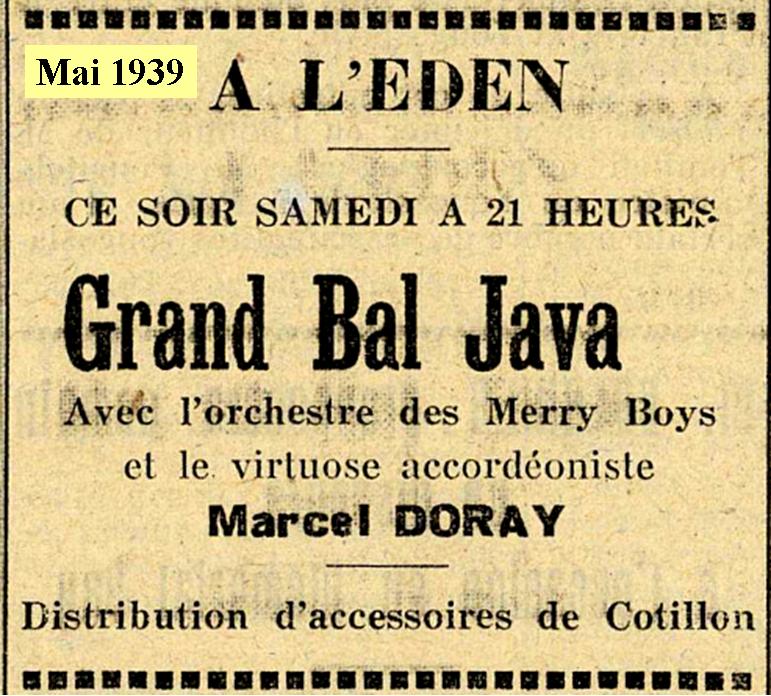 Mai 1939
A L'EDEN
CE SOIR SAMEDI A 21 HEURES
Grand Bal Java
Avec l'orchestre des Merry Boys
et le virtuose accordéoniste
Marcel DORAY
Distribution d'accessoires de Cotillon